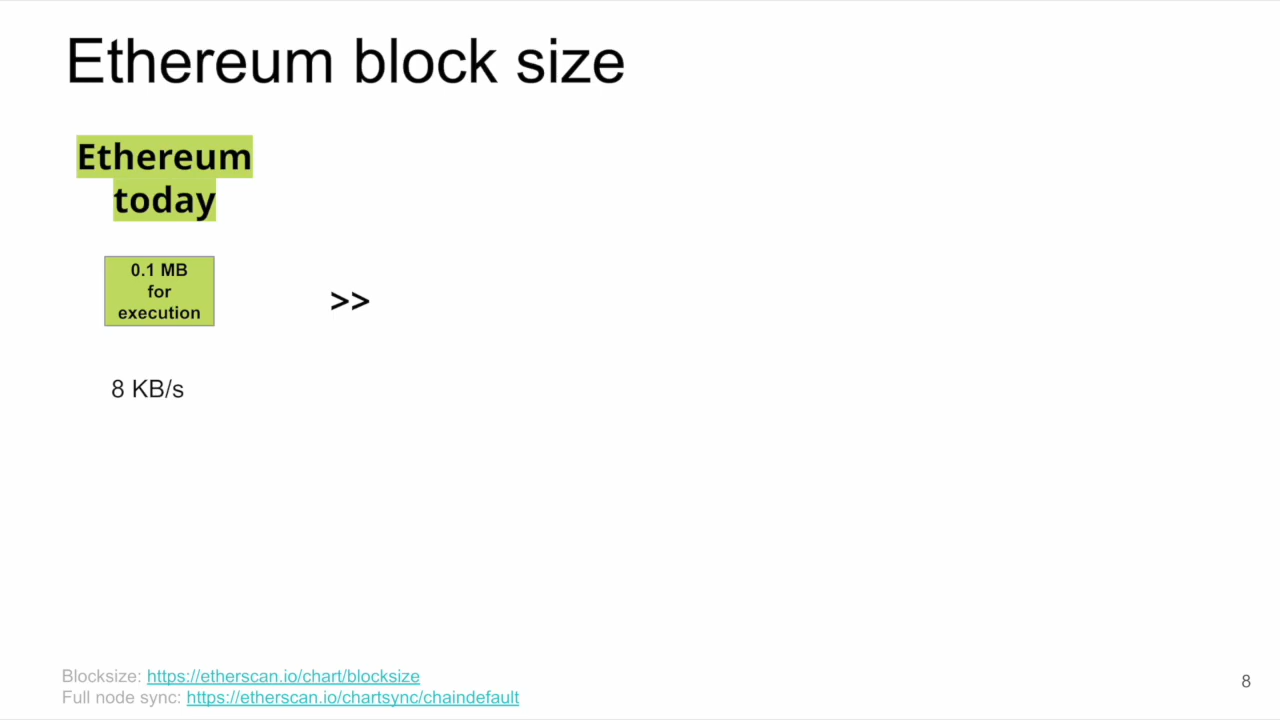 Ethereum block size
Ethereum
today
0.1 MB
for
execution
>>
8 KB/s
Blocksize: https://etherscan.io/chart/blocksize
Full node sync: https://etherscan.io/chartsync/chaindefault
8